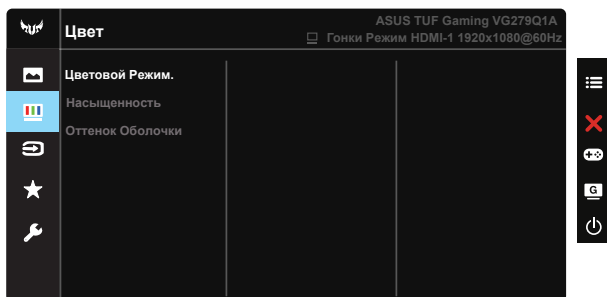 Цвет
ASUS TUF Gaming VG279Q1A
Гонки Режим HDMI-1 1920x1080@60Hz
Цветовой Режим.
Насыщенность
Оттенок Оболочки
G